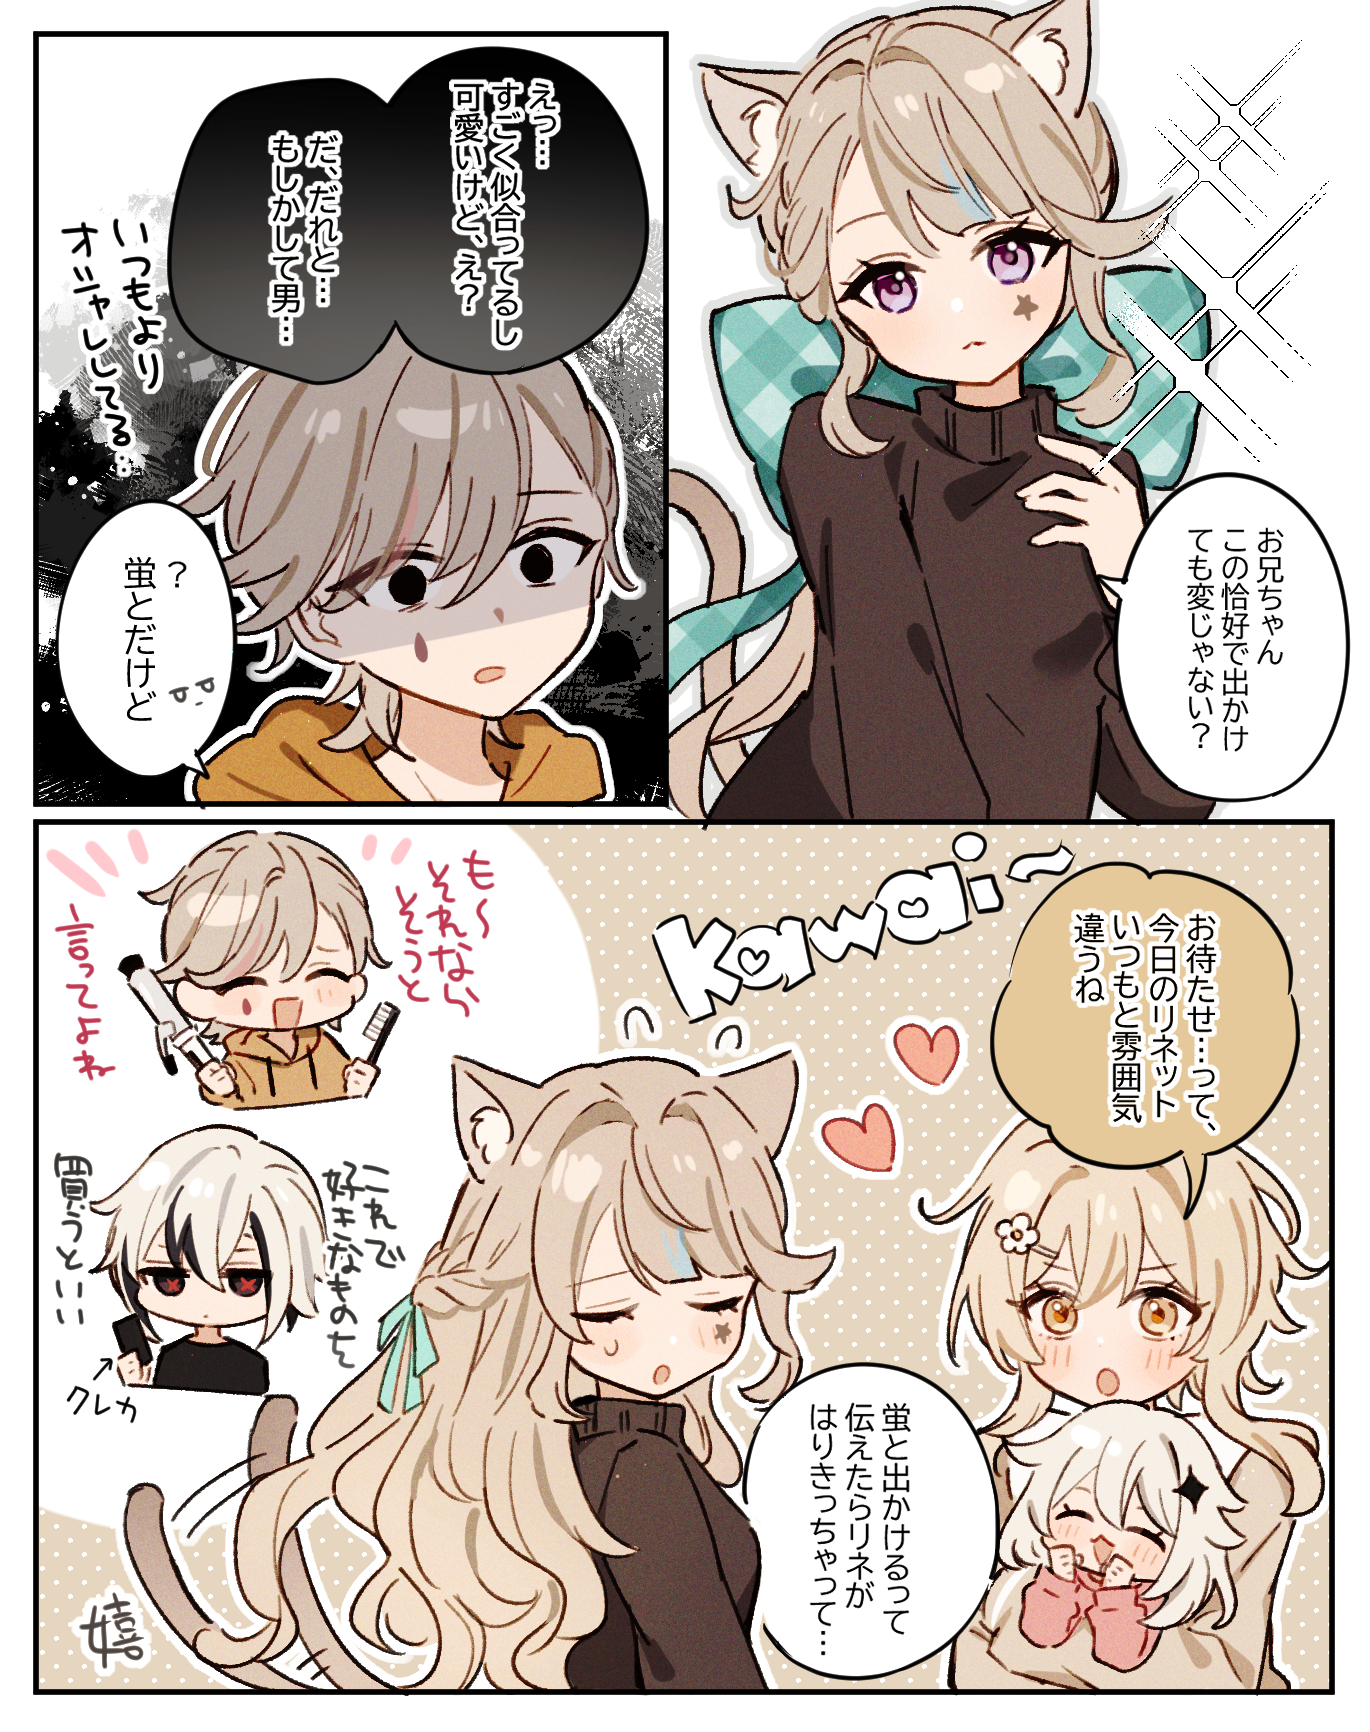 お兄ちゃん
この恰好で出かけ
ても変じゃない?
えっ…
すごく似合ってるし
可愛いけど、え?
だ、だれと…
もしかして男…
いつもより
オシャレしてる…
?
蛍とだけど
kawaii〜
お待たせ…って、
今日のリネット
いつもと雰囲気
違うね
蛍と出かけるって
伝えたらリネが
はりきっちゃって…
も〜
それなら
そうと
言ってよね
これで
好きなものを
買うといい
クレカ
嬉